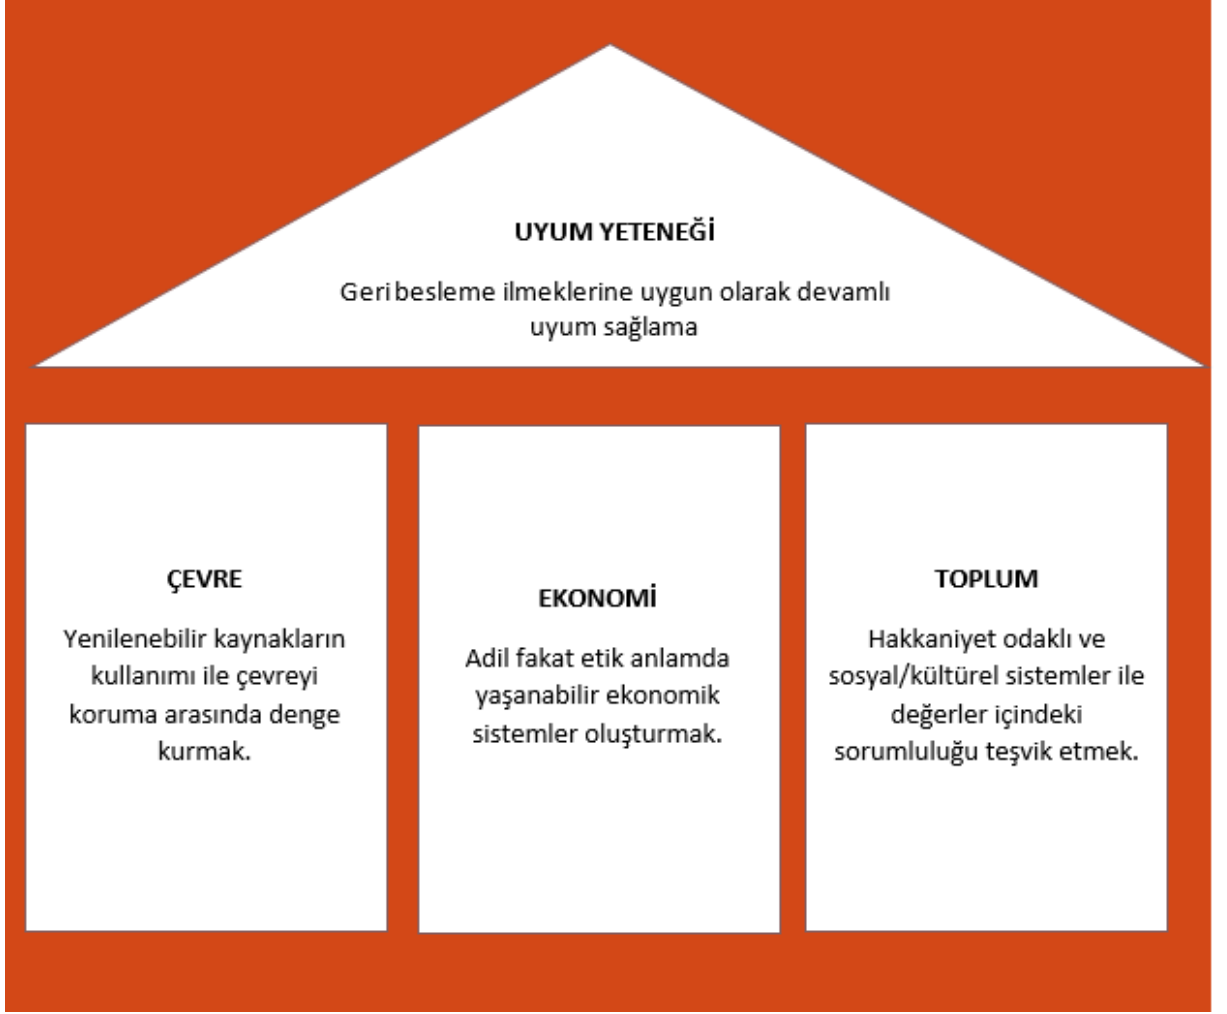 UYUM YETENEĞİ
Geri besleme ilmeklerine uygun olarak devamlı
uyum sağlama
ÇEVRE
Yenilenebilir kaynakların
kullanımı ile çevreyi
koruma arasında denge
kurmak.
EKONOMİ
Adil fakat etik anlamda
yaşanabilir ekonomik
sistemler oluşturmak.
TOPLUM
Hakkaniyet odaklı ve
sosyal/kültürel sistemler ile
değerler içindeki
sorumluluğu teşvik etmek.